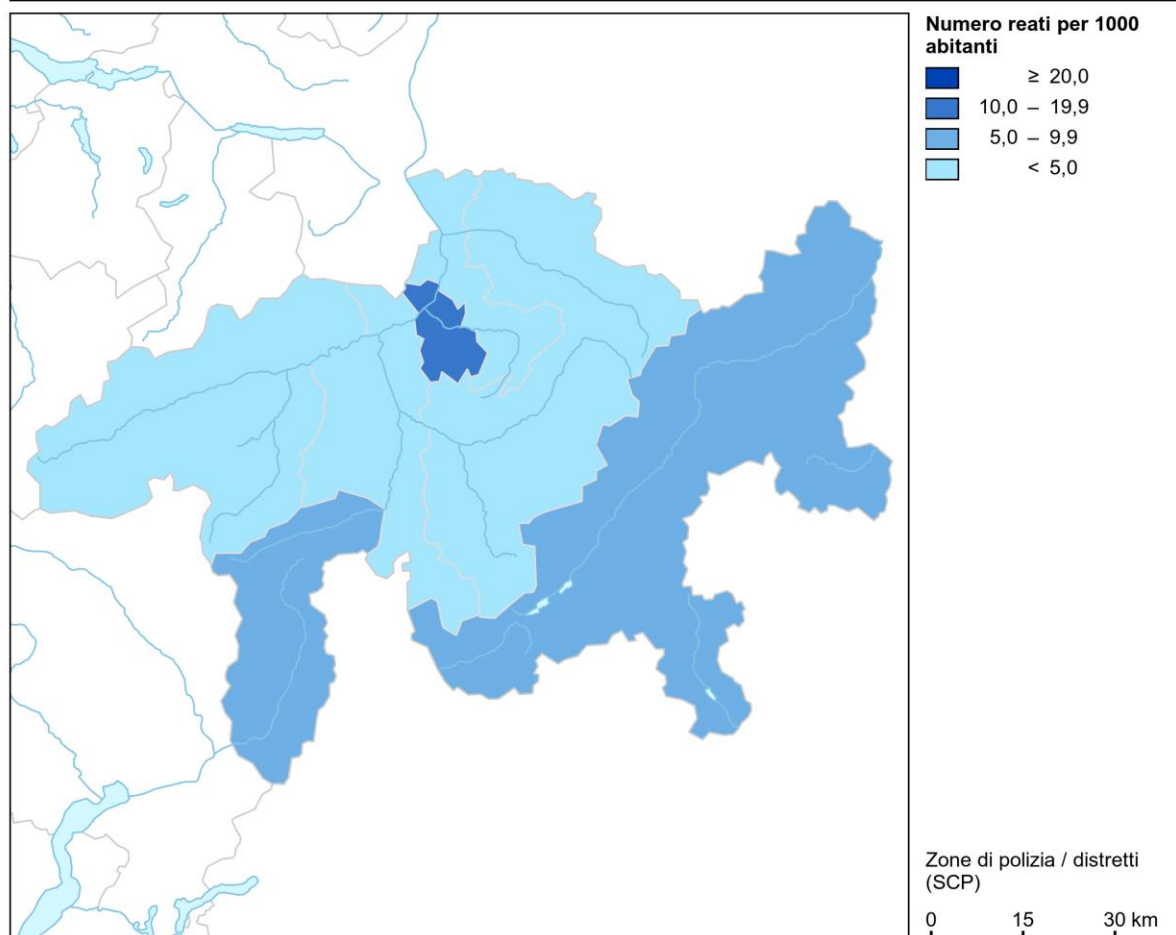 Numero reati per 1000
abitanti
≥ 20,0
10,0 – 19,9
5,0 – 9,9
< 5,0
Zone di polizia / distretti
(SCP)
0 15 30 km